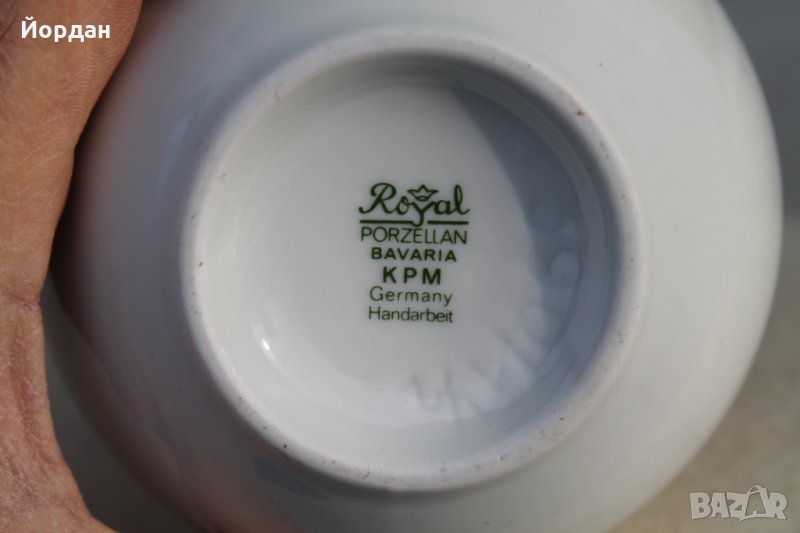 Йордан
Royal
PORZELLAN
BAVARIA
KPM
Germany
Handarbeit
BAZAR